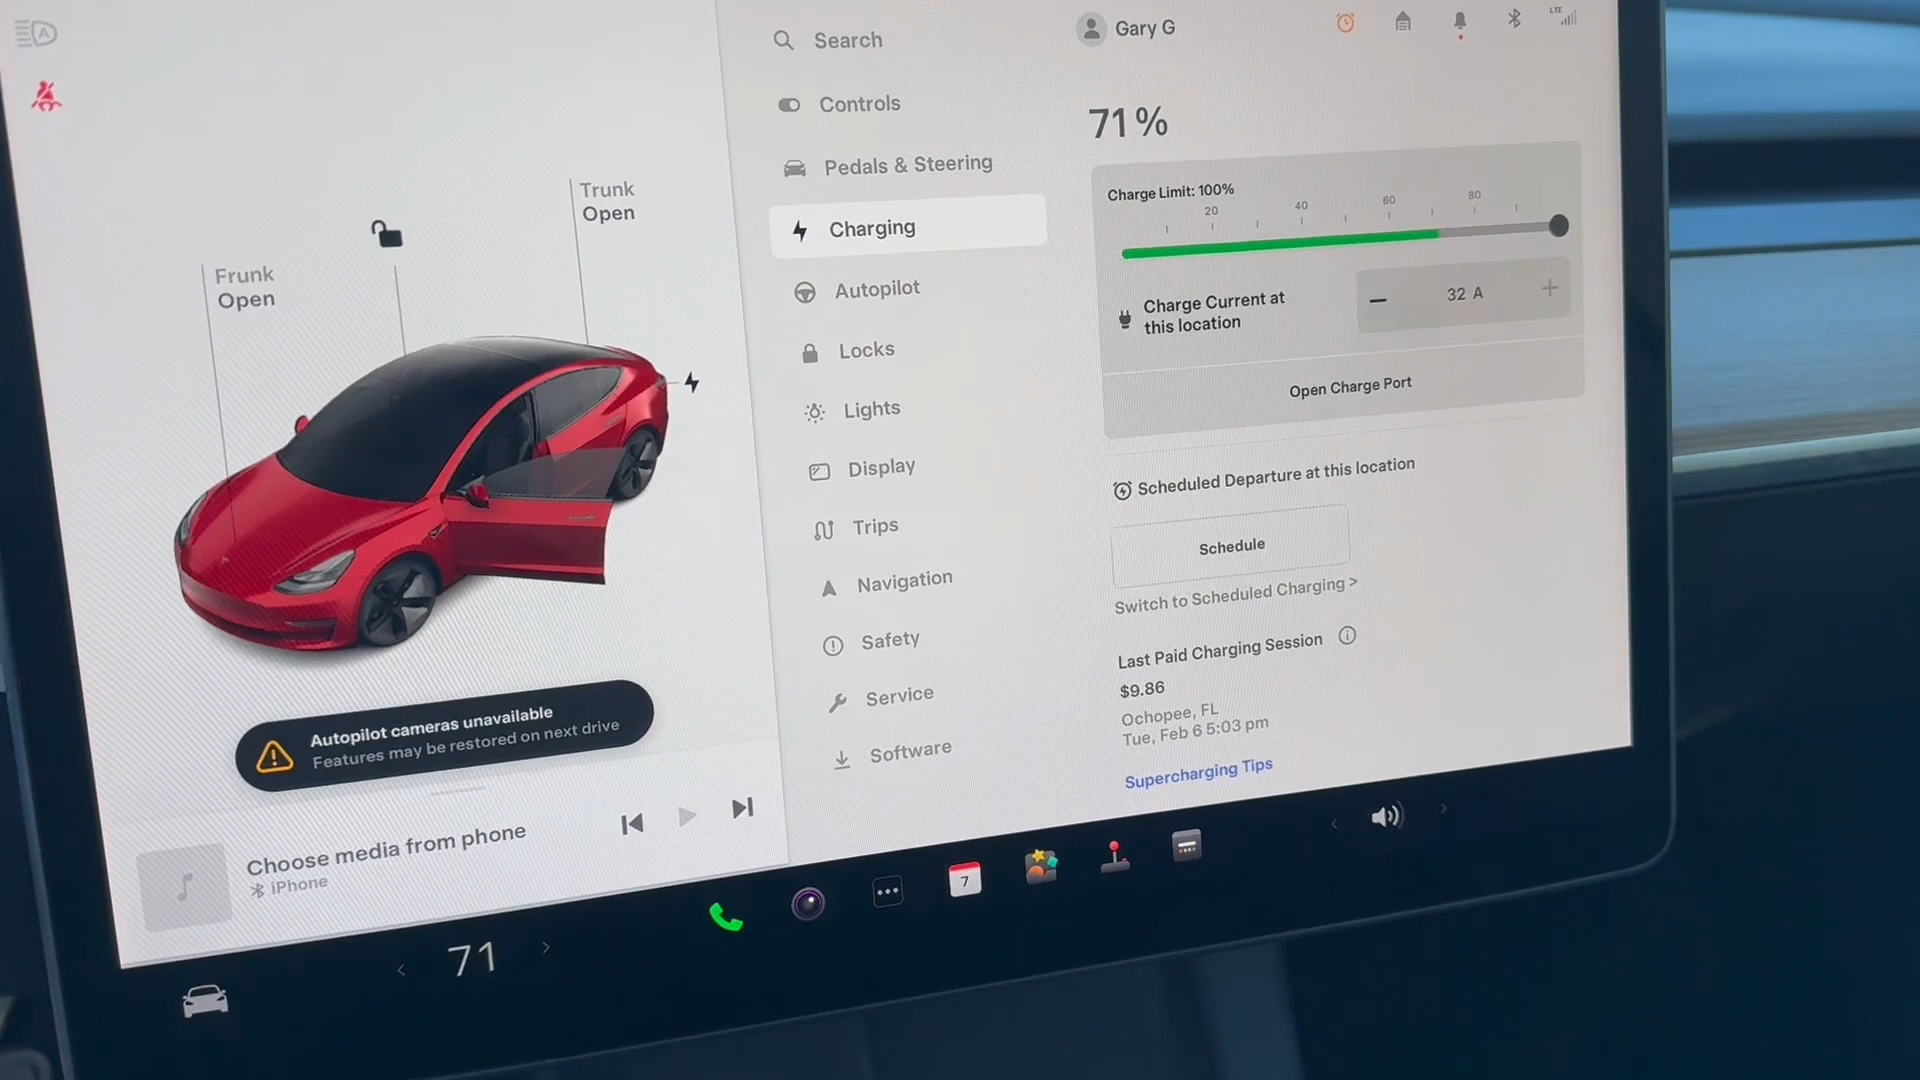 A
Trunk
Open
Frunk
Open
Autopilot cameras unavailable
Features may be restored on next drive
Choose media from phone
iPhone
Search
Controls
Pedals & Steering
Charging
Autopilot
Locks
Lights
Display
Trips
Navigation
Safety
Service
Software
Gary G
LTE
71%
Charge Limit: 100%
20 40 60 80
Charge Current at
this location
32 A
Open Charge Port
Scheduled Departure at this location
Schedule
Switch to Scheduled Charging >
Last Paid Charging Session
$9.86
Ochopee, FL
Tue, Feb 6 5:03 pm
Supercharging Tips
71
7